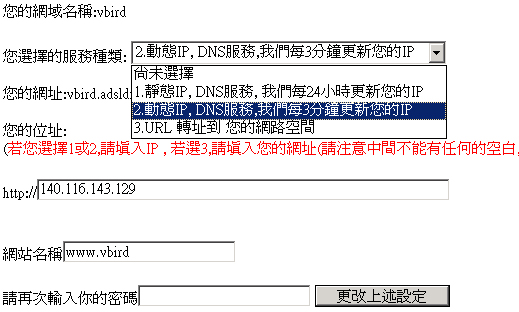 您的網域名稱:vbird
您選擇的服務種類: 2.動態IP, DNS服務,我們每3分鐘更新您的IP
尚未選擇
1.靜態IP, DNS服務, 我們每24小時更新您的IP
2.動態IP, DNS服務,我們每3分鐘更新您的IP
3.URL 轉址到 您的網路空間
您的網址:vbird.adsld
您的位址:
(若您選擇1或2,請填入IP , 若選3,請填入您的網址(請注意中間不能有任何的空白,
http://140.116.143.129
網站名稱www.vbird
請再次輸入你的密碼 更改上述設定